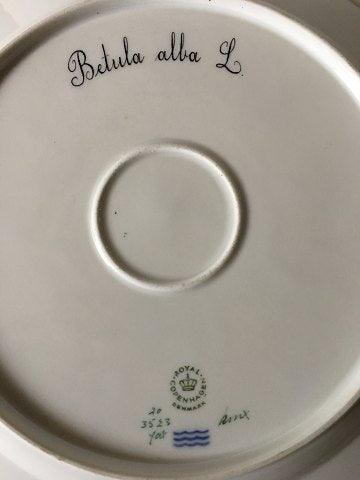 Betula alba L.
ROYAL
COPENHAGEN
DENMARK
20
3523